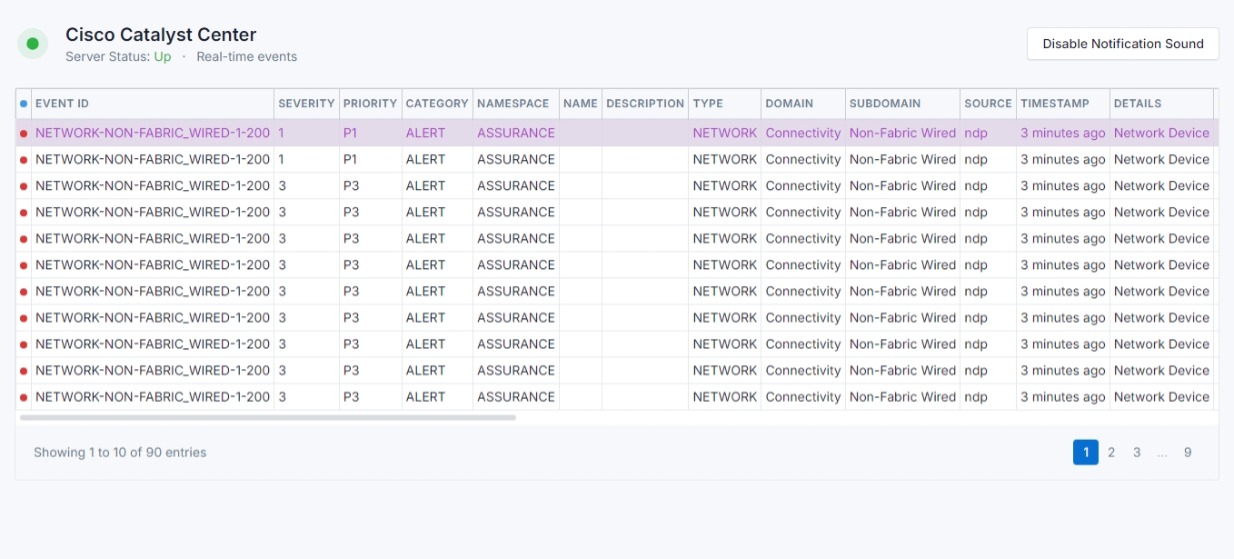 Cisco Catalyst Center
Server Status: Up · Real-time events
Disable Notification Sound
EVENT ID SEVERITY PRIORITY CATEGORY NAMESPACE NAME DESCRIPTION TYPE DOMAIN SUBDOMAIN SOURCE TIMESTAMP DETAILS
NETWORK-NON-FABRIC_WIRED-1-200 1 P1 ALERT ASSURANCE NETWORK Connectivity Non-Fabric Wired ndp 3 minutes ago Network Device
NETWORK-NON-FABRIC_WIRED-1-200 1 P1 ALERT ASSURANCE NETWORK Connectivity Non-Fabric Wired ndp 3 minutes ago Network Device
NETWORK-NON-FABRIC_WIRED-1-200 3 P3 ALERT ASSURANCE NETWORK Connectivity Non-Fabric Wired ndp 3 minutes ago Network Device
NETWORK-NON-FABRIC_WIRED-1-200 3 P3 ALERT ASSURANCE NETWORK Connectivity Non-Fabric Wired ndp 3 minutes ago Network Device
NETWORK-NON-FABRIC_WIRED-1-200 3 P3 ALERT ASSURANCE NETWORK Connectivity Non-Fabric Wired ndp 3 minutes ago Network Device
NETWORK-NON-FABRIC_WIRED-1-200 3 P3 ALERT ASSURANCE NETWORK Connectivity Non-Fabric Wired ndp 3 minutes ago Network Device
NETWORK-NON-FABRIC_WIRED-1-200 3 P3 ALERT ASSURANCE NETWORK Connectivity Non-Fabric Wired ndp 3 minutes ago Network Device
NETWORK-NON-FABRIC_WIRED-1-200 3 P3 ALERT ASSURANCE NETWORK Connectivity Non-Fabric Wired ndp 3 minutes ago Network Device
NETWORK-NON-FABRIC_WIRED-1-200 3 P3 ALERT ASSURANCE NETWORK Connectivity Non-Fabric Wired ndp 3 minutes ago Network Device
NETWORK-NON-FABRIC_WIRED-1-200 3 P3 ALERT ASSURANCE NETWORK Connectivity Non-Fabric Wired ndp 3 minutes ago Network Device
NETWORK-NON-FABRIC_WIRED-1-200 3 P3 ALERT ASSURANCE NETWORK Connectivity Non-Fabric Wired ndp 3 minutes ago Network Device
Showing 1 to 10 of 90 entries
1 2 3 ... 9